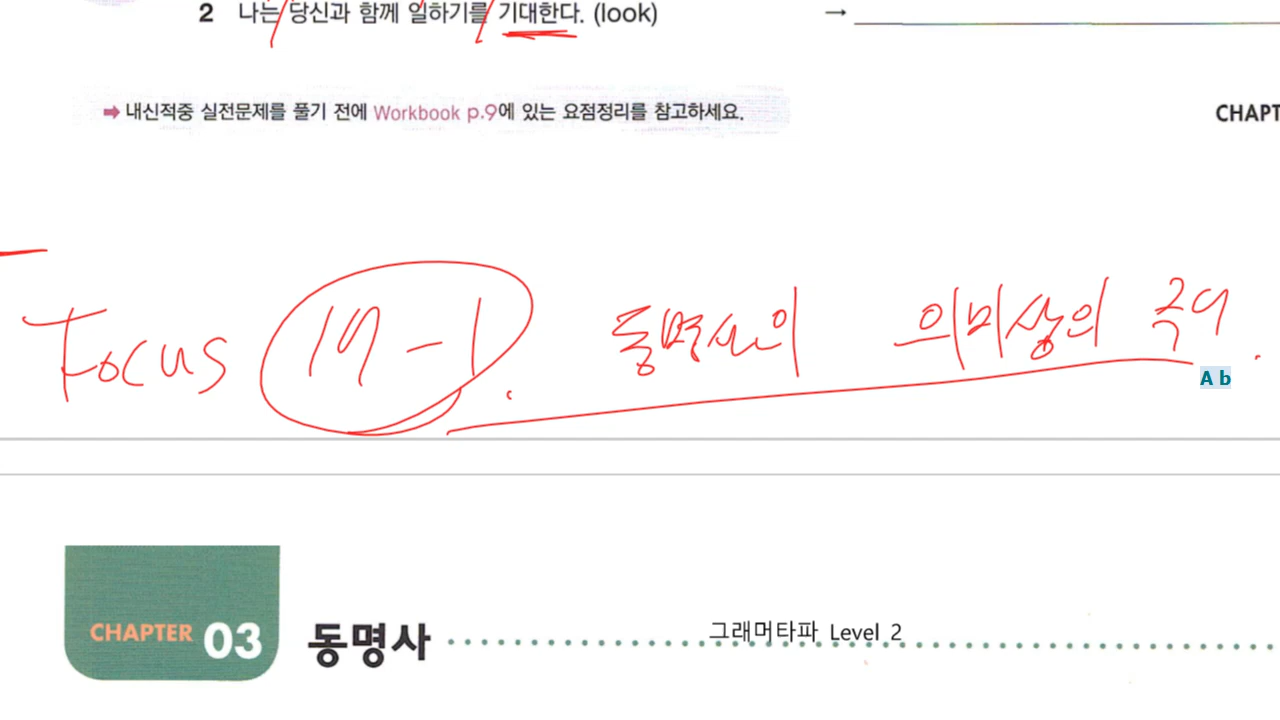 2 나는 당신과 함께 일하기를 기대한다. (look) →
➡ 내신적중 실전문제를 풀기 전에 Workbook p.9에 있는 요점정리를 참고하세요.
CHAPT
Focus 19-1. 동명사의 의미상의 주어.
A b
CHAPTER 03 동명사 그래머타파 Level 2